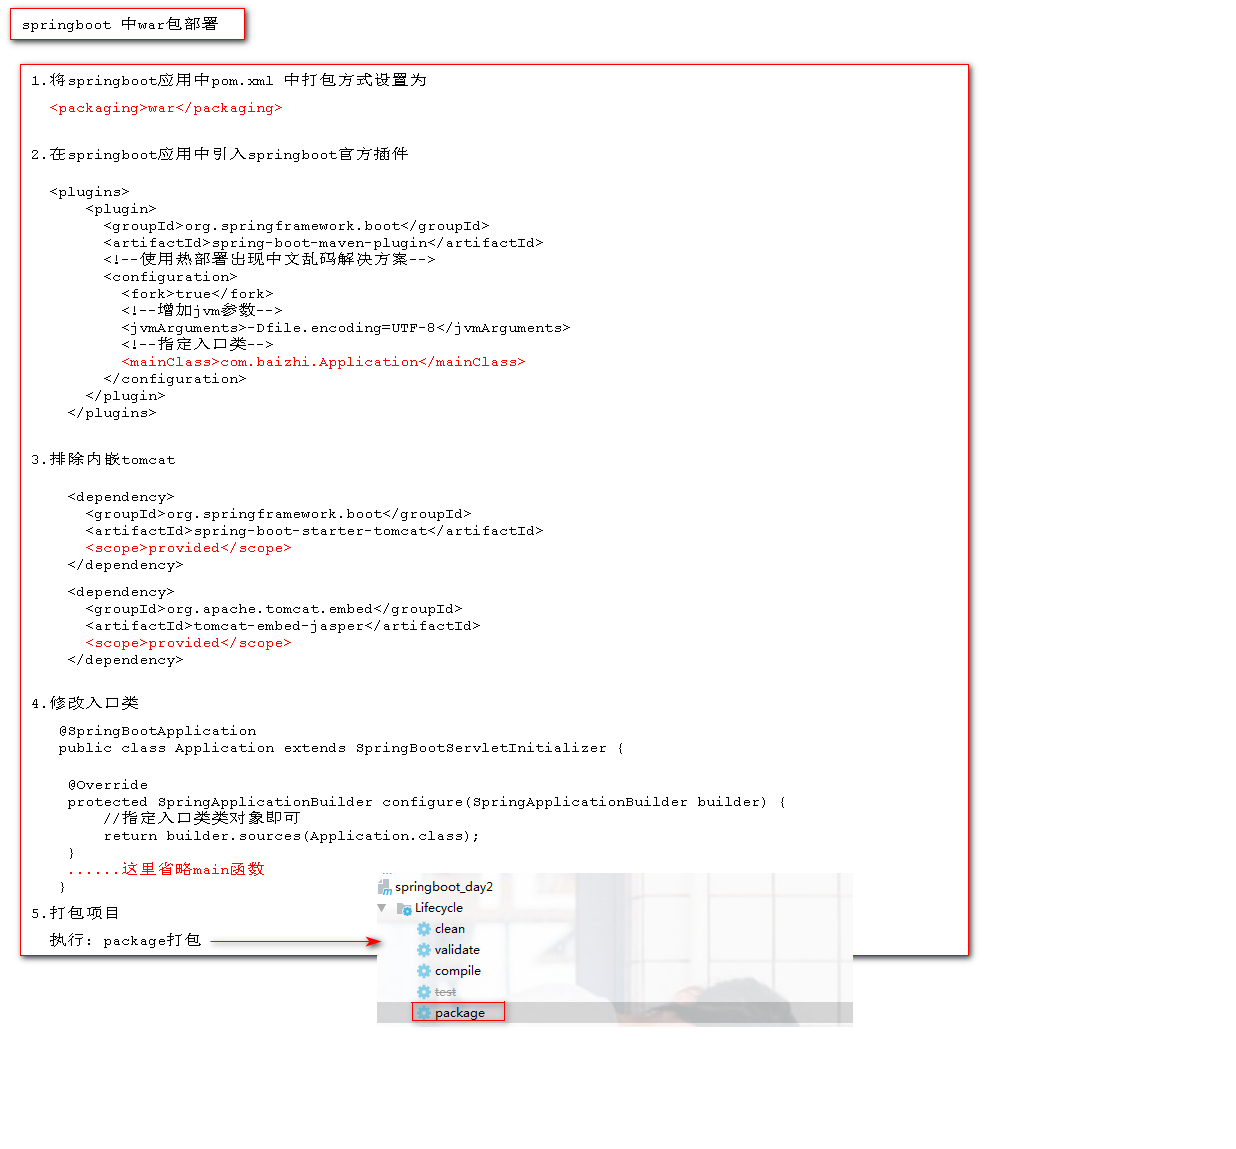 springboot 中war包部署
1.将springboot应用中pom.xml 中打包方式设置为
<packaging>war</packaging>
2.在springboot应用中引入springboot官方插件
<plugins>
<plugin>
<groupId>org.springframework.boot</groupId>
<artifactId>spring-boot-maven-plugin</artifactId>
<!--使用热部署出现中文乱码解决方案-->
<configuration>
<fork>true</fork>
<!--增加jvm参数-->
<jvmArguments>-Dfile.encoding=UTF-8</jvmArguments>
<!--指定入口类-->
<mainClass>com.baizhi.Application</mainClass>
</configuration>
</plugin>
</plugins>
3.排除内嵌tomcat
<dependency>
<groupId>org.springframework.boot</groupId>
<artifactId>spring-boot-starter-tomcat</artifactId>
<scope>provided</scope>
</dependency>
<dependency>
<groupId>org.apache.tomcat.embed</groupId>
<artifactId>tomcat-embed-jasper</artifactId>
<scope>provided</scope>
</dependency>
4.修改入口类
@SpringBootApplication
public class Application extends SpringBootServletInitializer {
@Override
protected SpringApplicationBuilder configure(SpringApplicationBuilder builder) {
//指定入口类类对象即可
return builder.sources(Application.class);
}
......这里省略main函数
}
5.打包项目
执行：package打包
springboot_day2
Lifecycle
clean
validate
compile
test
package